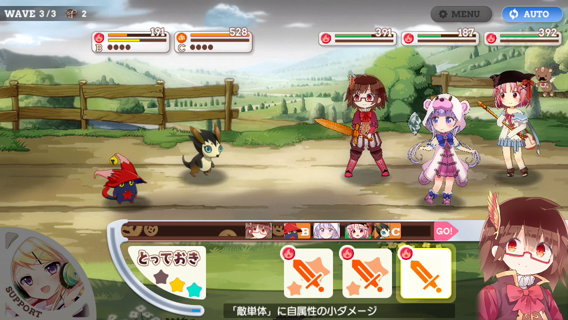 WAVE 3/3 2
MENU
AUTO
191
B
528
C
391
187
392
B
C
GO!
とっておき
SUPPORT
「敵単体」に自属性の小ダメージ